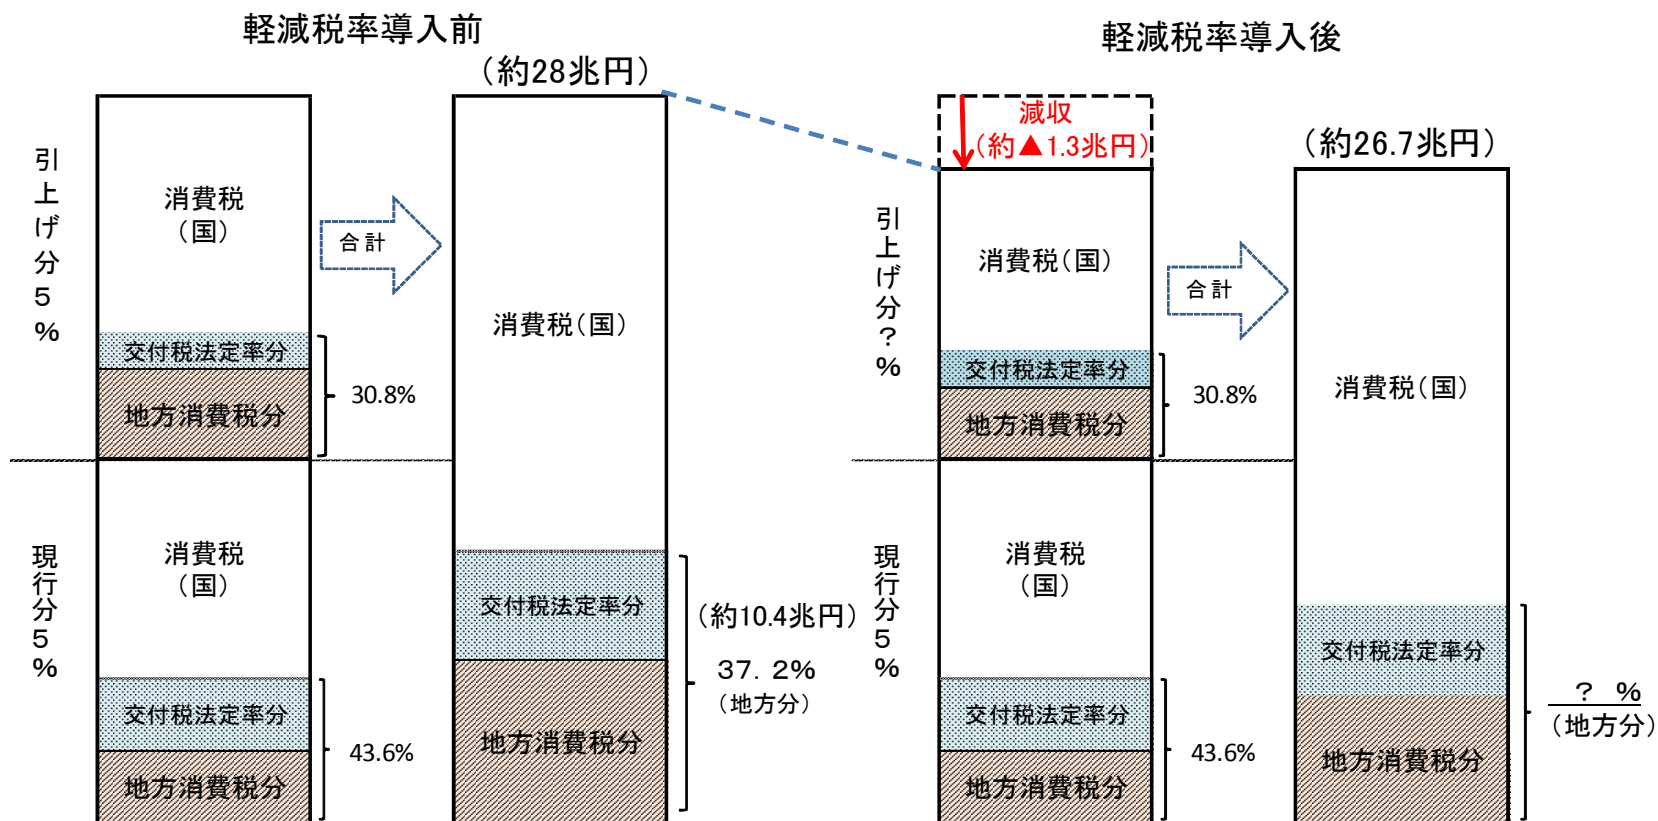 軽減税率導入前
（約28兆円）
引上げ分５％
消費税
（国）
合計
交付税法定率分
地方消費税分
30.8%
消費税（国）
現行分５％
消費税
（国）
交付税法定率分
地方消費税分
43.6%
交付税法定率分
地方消費税分
（約10.4兆円）
３７．２％
（地方分）
軽減税率導入後
減収
（約▲1.3兆円）
（約26.7兆円）
引上げ分？％
消費税（国）
合計
交付税法定率分
地方消費税分
30.8%
消費税（国）
現行分５％
消費税
（国）
交付税法定率分
地方消費税分
43.6%
交付税法定率分
地方消費税分
？ ％
（地方分）